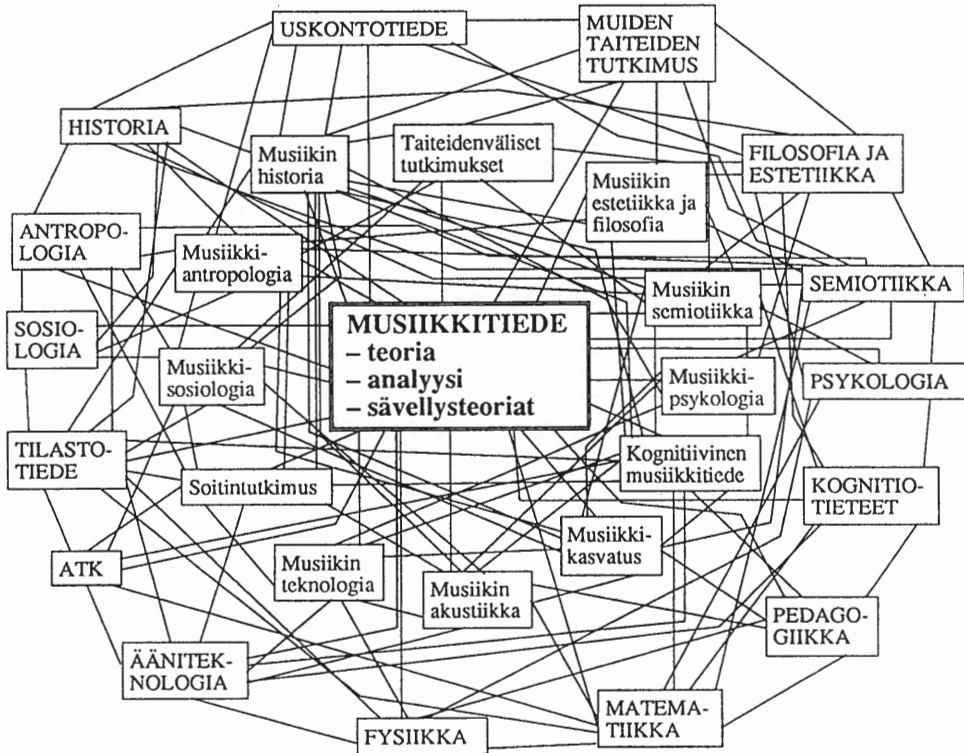 USKONTOTIEDE
MUIDEN
TAITEIDEN
TUTKIMUS
HISTORIA
Musiikin
historia
Taiteidenväliset
tutkimukset
FILOSOFIA JA
ESTETIIKKA
Musiikin
estetiikka ja
filosofia
ANTROPO-
LOGIA
Musiikki-
antropologia
Musiikin
semiotiikka
SEMIOTIIKKA
SOSIO-
LOGIA
MUSIIKKITIEDE
– teoria
– analyysi
– sävellysteoriat
Musiikki-
sosiologia
Musiikki-
psykologia
PSYKOLOGIA
TILASTO-
TIEDE
Soitintutkimus
Kognitiivinen
musiikkitiede
KOGNITIO-
TIETEET
ATK
Musiikin
teknologia
Musiikin
akustiikka
Musiikki-
kasvatus
PEDAGO-
GIIKKA
ÄÄNITEK-
NOLOGIA
FYSIIKKA
MATEMA-
TIIKKA